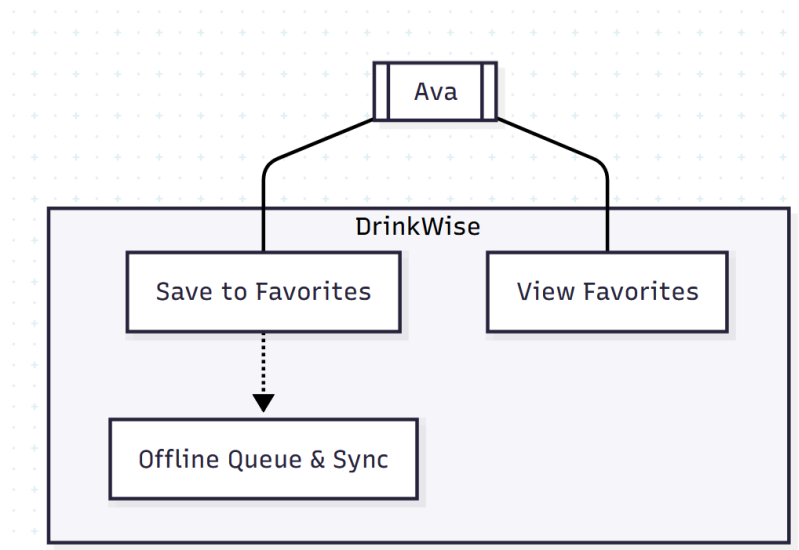 Ava
DrinkWise
Save to Favorites
View Favorites
Offline Queue & Sync